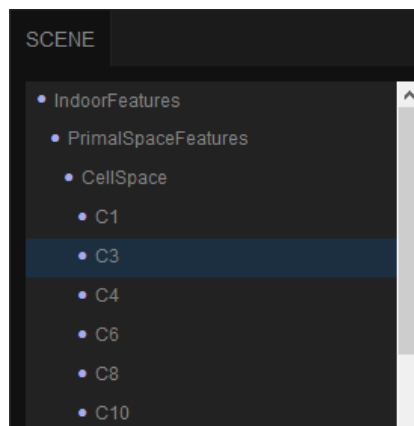 SCENE
IndoorFeatures
PrimalSpaceFeatures
CellSpace
C1
C3
C4
C6
C8
C10